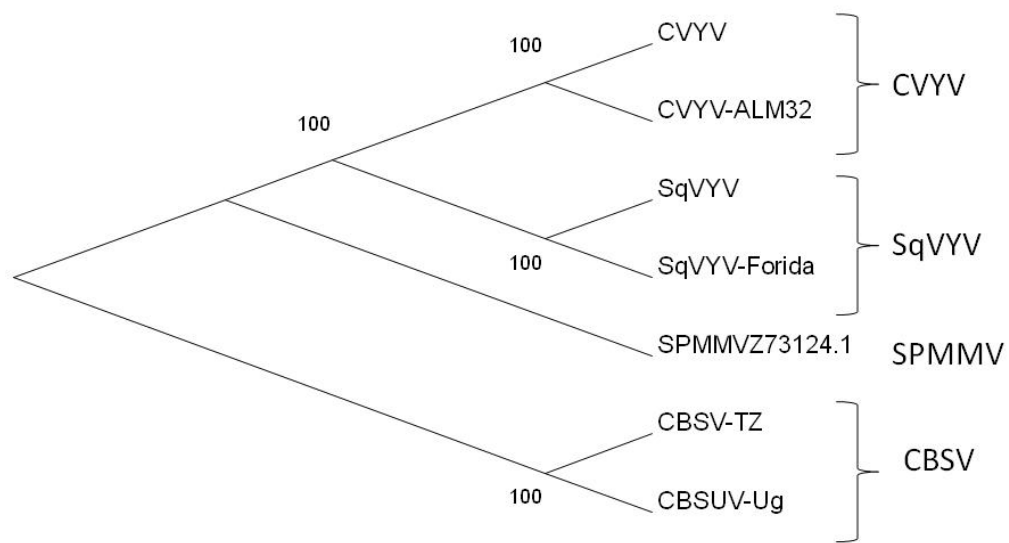 CVYV
100
CVYV
CVYV-ALM32
100
SqVYV
SqVYV
100
SqVYV-Forida
SPMMVZ73124.1
SPMMV
CBSV-TZ
CBSV
100
CBSUV-Ug